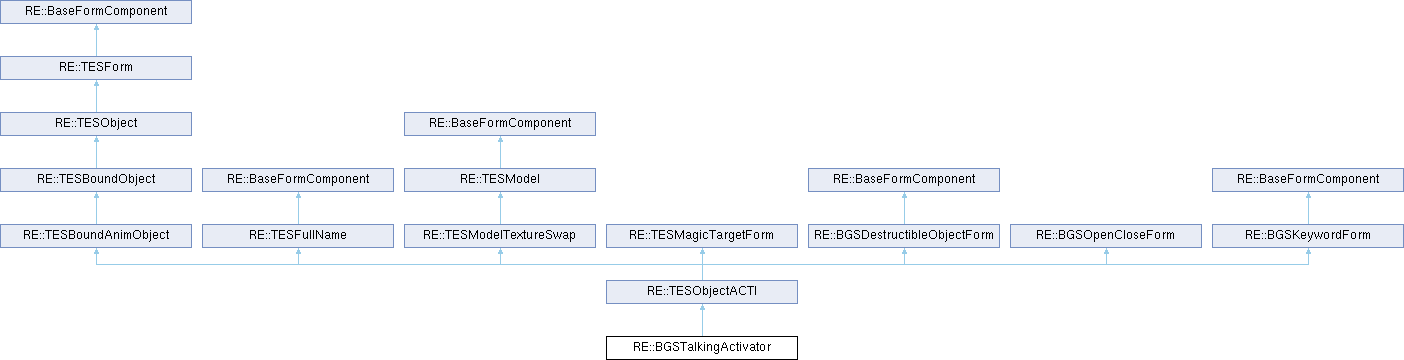 RE::BaseFormComponent
RE::TESForm
RE::TESObject
RE::BaseFormComponent
RE::TESBoundObject
RE::BaseFormComponent
RE::TESModel
RE::BaseFormComponent
RE::BaseFormComponent
RE::TESBoundAnimObject
RE::TESFullName
RE::TESModelTextureSwap
RE::TESMagicTargetForm
RE::BGSDestructibleObjectForm
RE::BGSOpenCloseForm
RE::BGSKeywordForm
RE::TESObjectACTI
RE::BGSTalkingActivator